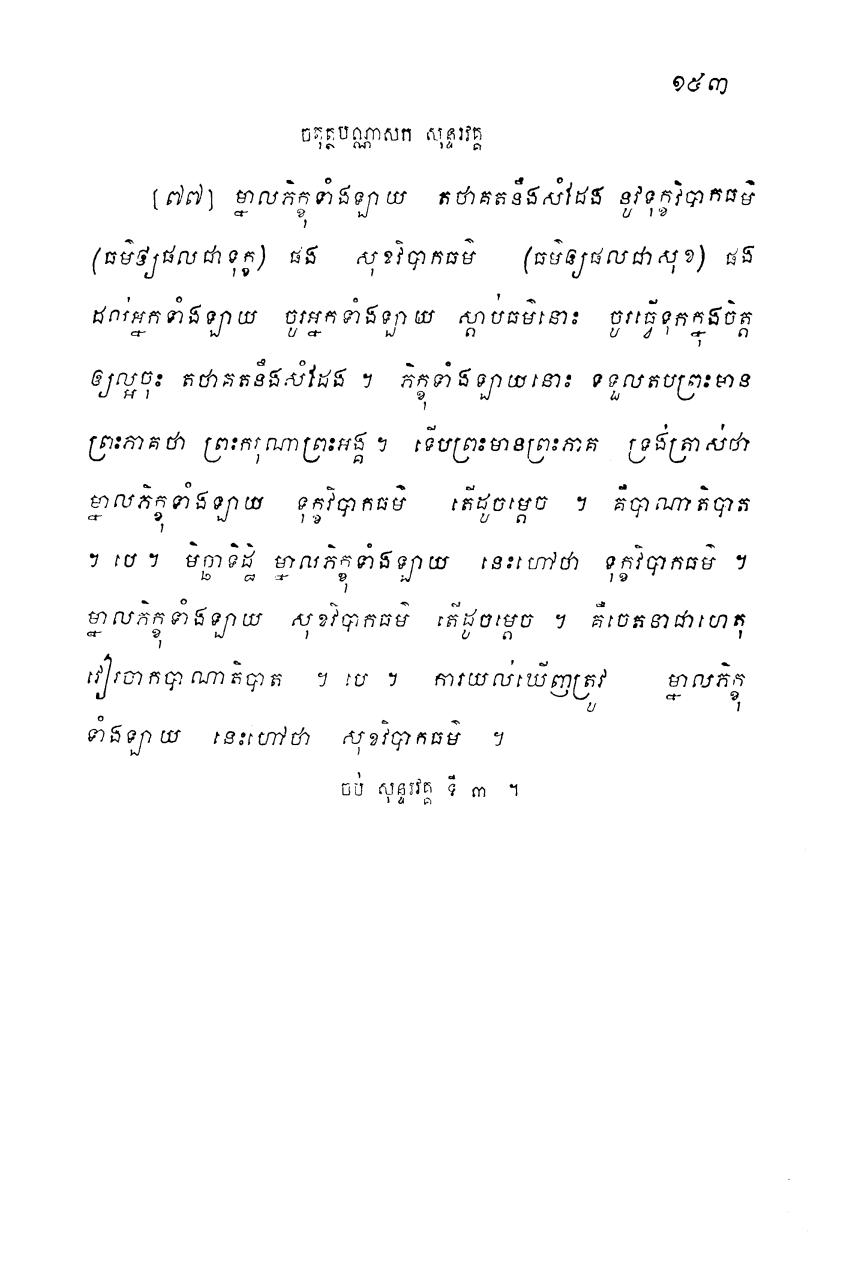 ១៥៣
ចតុត្ថបណ្ណាសក សុន្ទរវគ្គ
[៧៧] ម្នាលភិក្ខុទាំងឡាយ តថាគតនឹងសំដែង នូវទុក្ខវិបាកធម៌
(ធម៌ឲ្យផលជាទុក្ខ) ផង សុខវិបាកធម៌ (ធម៌ឲ្យផលជាសុខ) ផង
ដល់អ្នកទាំងឡាយ ចូរអ្នកទាំងឡាយ ស្តាប់ធម៌នោះ ចូរធ្វើទុកក្នុងចិត្ត
ឲ្យល្អចុះ តថាគតនឹងសំដែង ។ ភិក្ខុទាំងឡាយនោះ ទទួលតបព្រះមាន
ព្រះភាគថា ព្រះករុណាព្រះអង្គ ។ ទើបព្រះមានព្រះភាគ ទ្រង់ត្រាស់ថា
ម្នាលភិក្ខុទាំងឡាយ ទុក្ខវិបាកធម៌ តើដូចម្តេច ។ គឺបាណាតិបាត
។ បេ ។ មិច្ឆាទិដ្ឋិ ម្នាលភិក្ខុទាំងឡាយ នេះហៅថា ទុក្ខវិបាកធម៌ ។
ម្នាលភិក្ខុទាំងឡាយ សុខវិបាកធម៌ តើដូចម្តេច ។ គឺចេតនាជាហេតុ
វៀរចាកបាណាតិបាត ។ បេ ។ ការយល់ឃើញត្រូវ ម្នាលភិក្ខុ
ទាំងឡាយ នេះហៅថា សុខវិបាកធម៌ ។
ចប់ សុន្ទរវគ្គ ទី ៣ ។